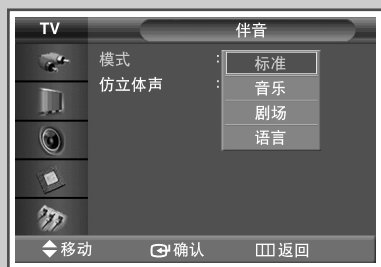 TV 伴音
模式 : 标准
仿立体声 : 音乐
剧场
语言
移动 确认 返回